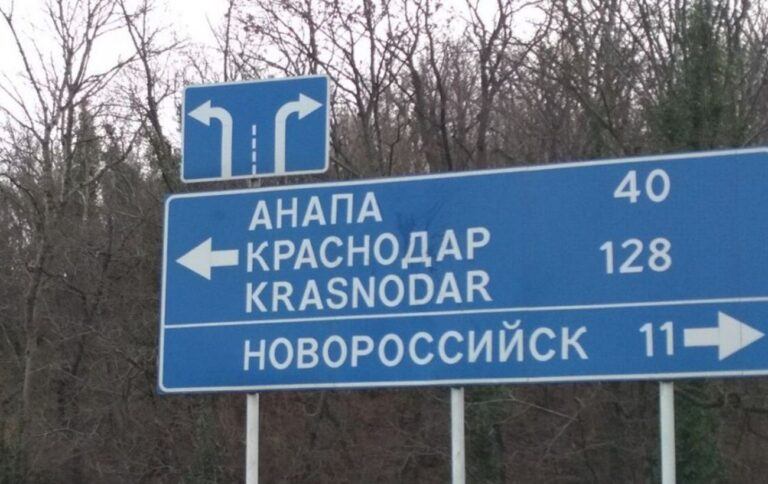 АНАПА 40
КРАСНОДАР 128
KRASNODAR
НОВОРОССИЙСК 11